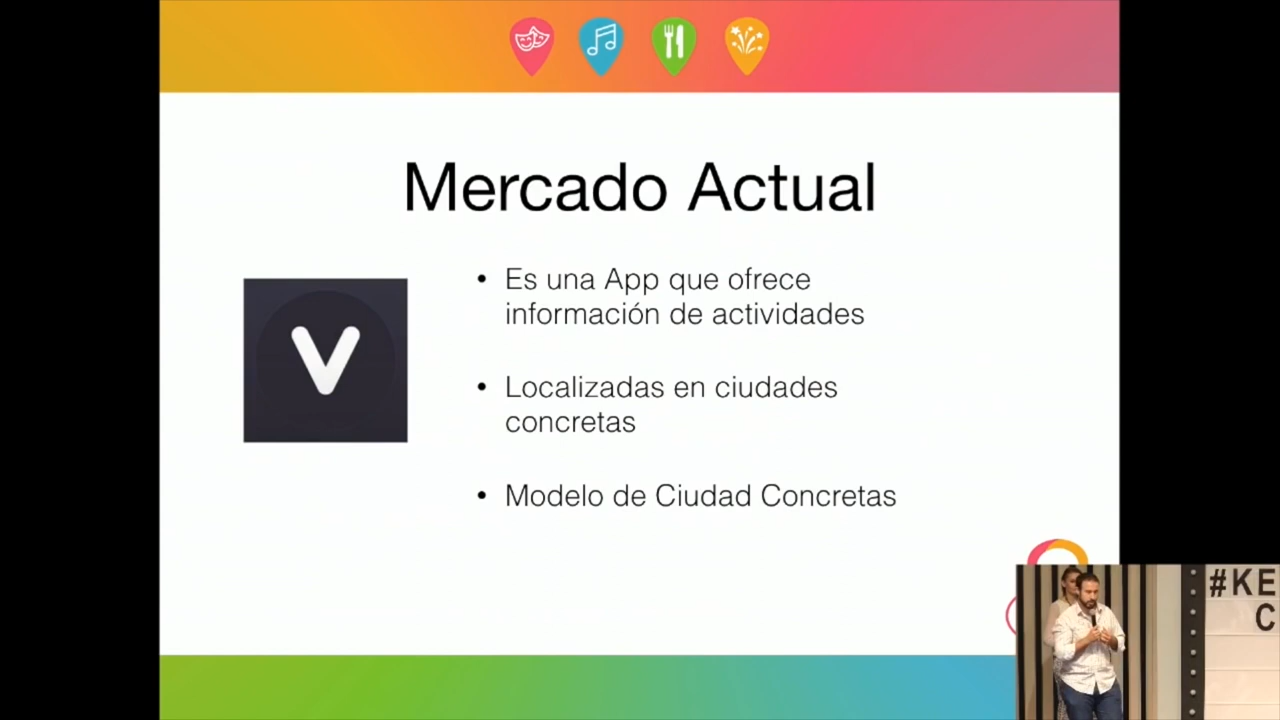 Mercado Actual
• Es una App que ofrece
información de actividades
V
• Localizadas en ciudades
concretas
• Modelo de Ciudad Concretas
#KE
C